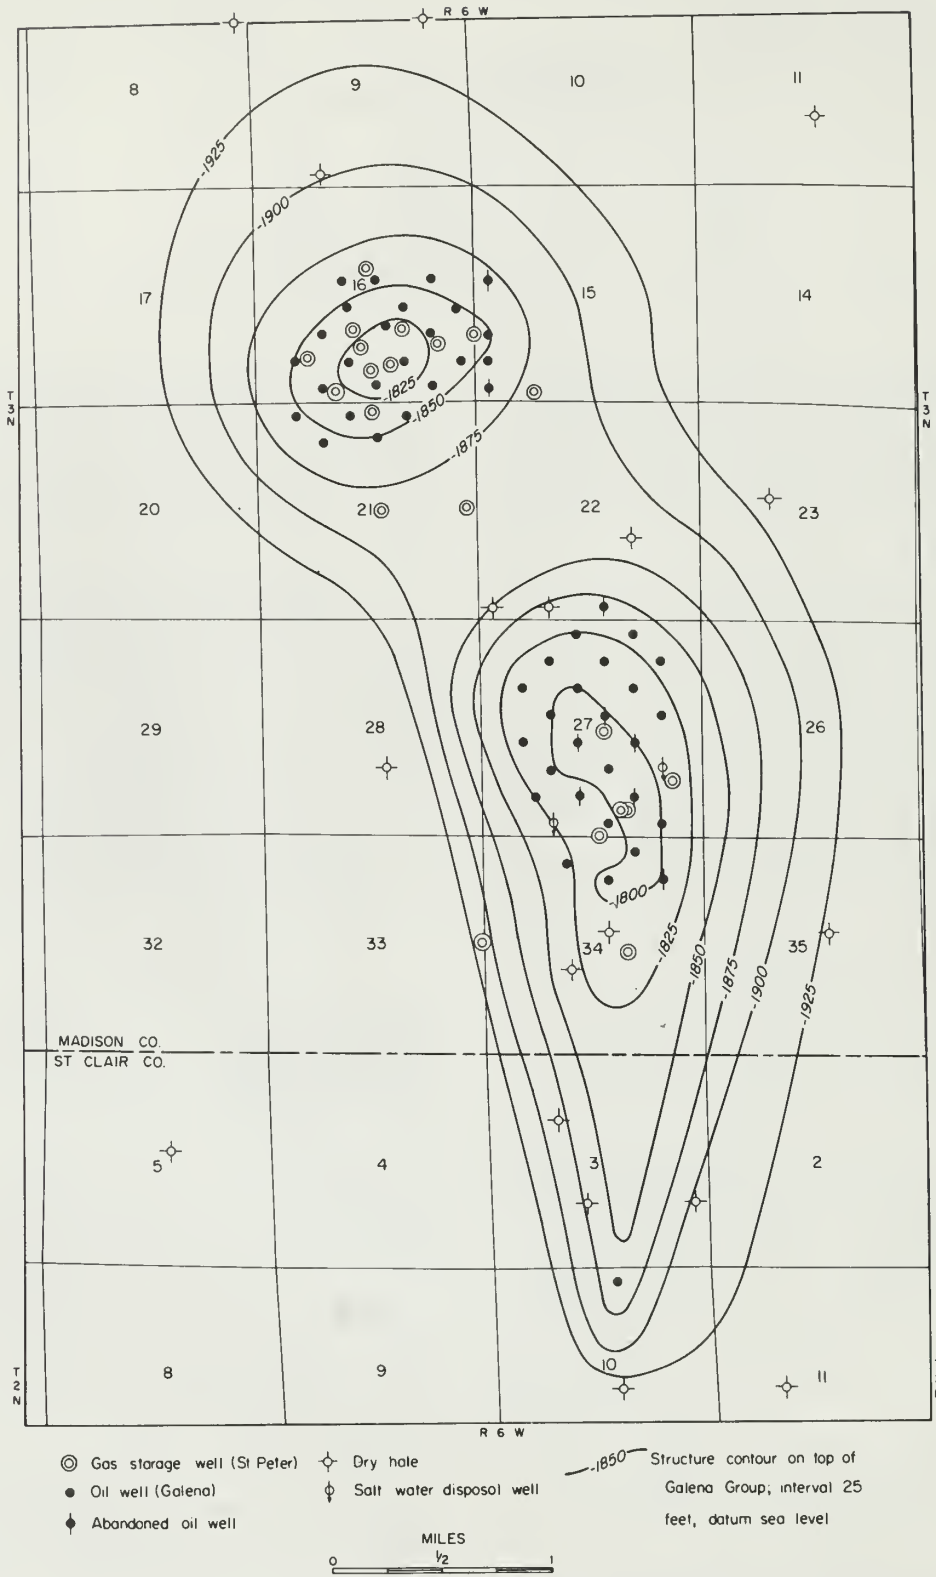 R 6 W
8
9
10
11
-1925
-1900
17
16
15
14
-1825
-1850
-1875
T
3
N
T
3
N
20
21
22
23
29
28
27
26
-1800
32
33
34
35
-1825
-1850
-1875
-1900
-1925
MADISON CO.
ST CLAIR CO.
5
4
3
2
T
2
N
8
9
10
11
R 6 W
Gas storage well (St Peter)
Oil well (Galena)
Abandoned oil well
Dry hole
Salt water disposal well
-1850
Structure contour on top of
Galena Group; interval 25
feet, datum sea level
MILES
0 1/2 1